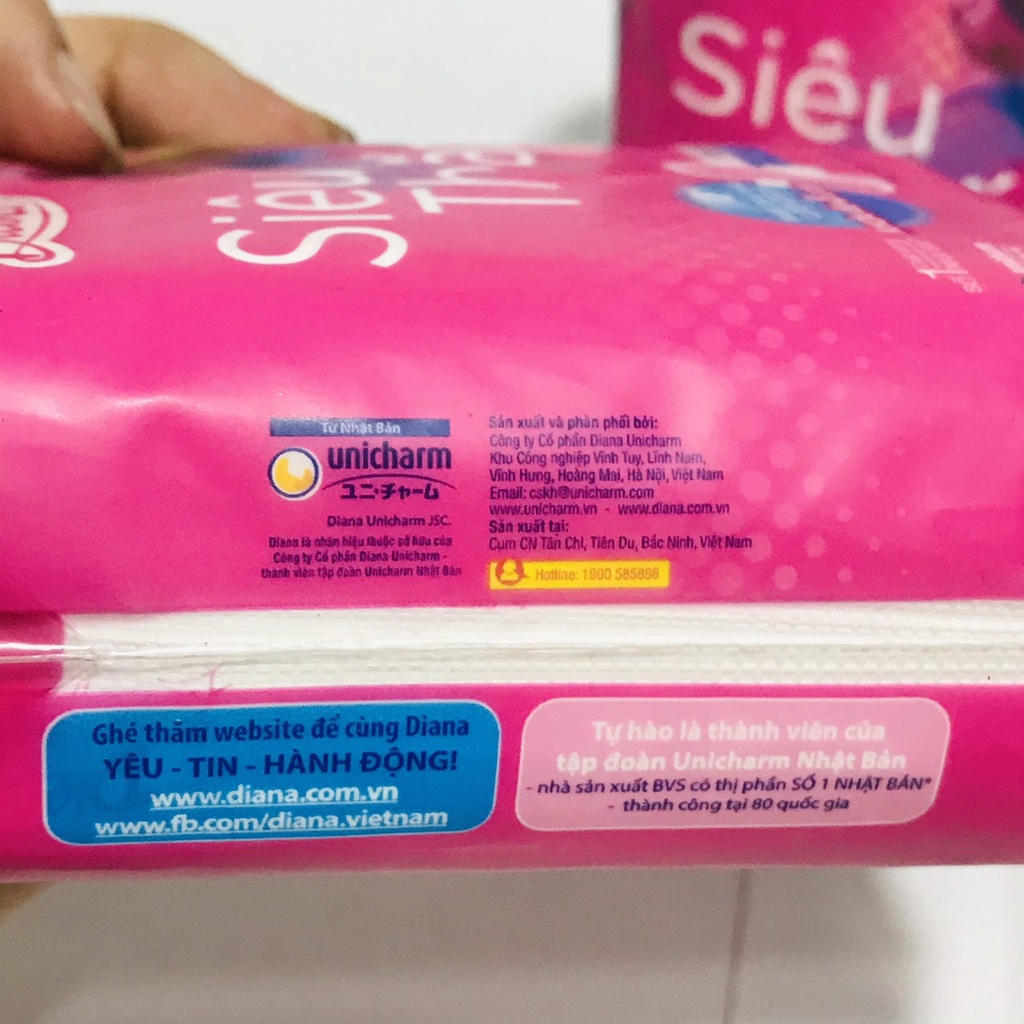 Siêu
Siêu
Từ Nhật Bản
unicharm
ユニ・チャーム
Diana Unicharm JSC.
Diana là nhãn hiệu thuộc sở hữu của
Công ty Cổ phần Diana Unicharm -
thành viên tập đoàn Unicharm Nhật Bản
Sản xuất và phân phối bởi:
Công ty Cổ phần Diana Unicharm
Khu Công nghiệp Vĩnh Tuy, Lĩnh Nam,
Vĩnh Hưng, Hoàng Mai, Hà Nội, Việt Nam
Email: cskh@unicharm.com
www.unicharm.vn - www.diana.com.vn
Sản xuất tại:
Cụm CN Tân Chi, Tiên Du, Bắc Ninh, Việt Nam
Hotline: 1900 585896
Ghé thăm website để cùng Diana
YÊU - TIN - HÀNH ĐỘNG!
www.diana.com.vn
www.fb.com/diana.vietnam
Tự hào là thành viên của
tập đoàn Unicharm Nhật Bản
- nhà sản xuất BVS có thị phần SỐ 1 NHẬT BẢN*
- thành công tại 80 quốc gia